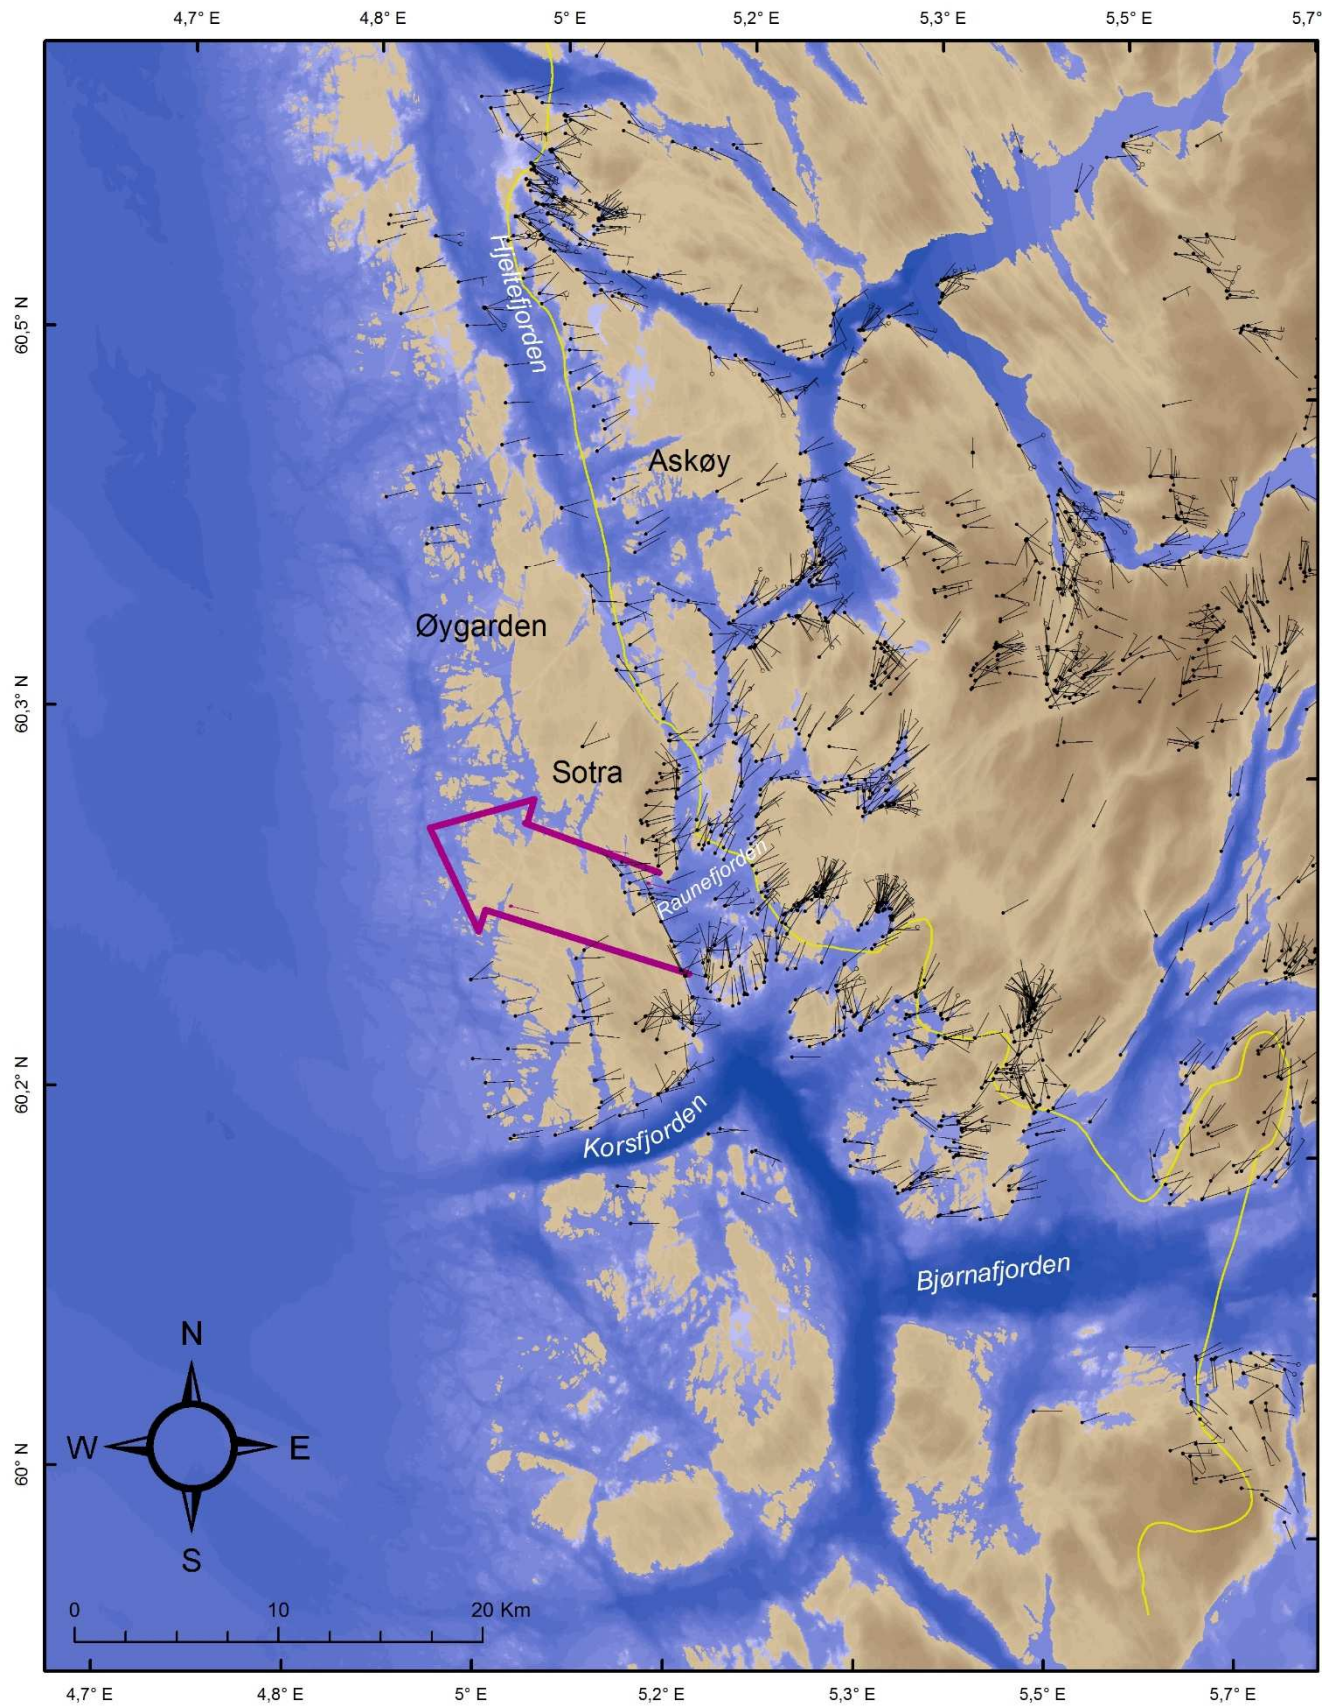 4,7° E 4,8° E 5° E 5,2° E 5,3° E 5,5° E 5,7°
60,5° N
Hjeltefjorden
Askøy
Øygarden
60,3° N
Sotra
Raunefjorden
60,2° N
Korsfjorden
Bjørnafjorden
N
W E
60° N
S
0 10 20 Km
4,7° E 4,8° E 5° E 5,2° E 5,3° E 5,5° E 5,7° E